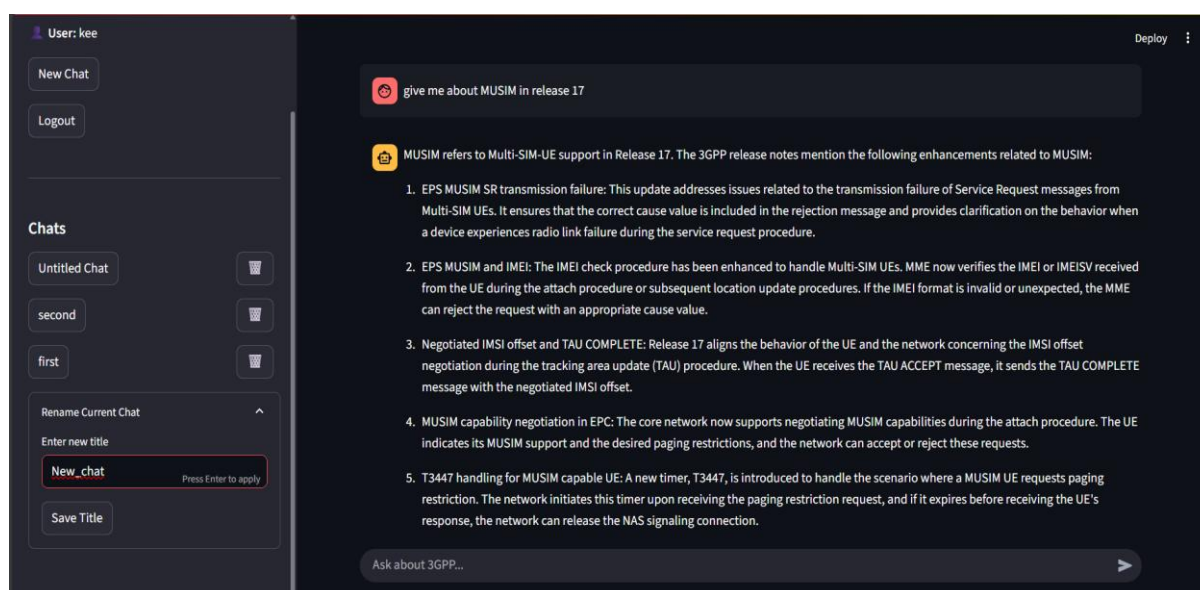 User: kee
New Chat
Logout
Chats
Untitled Chat
second
first
Rename Current Chat
Enter new title
New_chat
Press Enter to apply
Save Title
Deploy
give me about MUSIM in release 17
MUSIM refers to Multi-SIM-UE support in Release 17. The 3GPP release notes mention the following enhancements related to MUSIM:
1. EPS MUSIM SR transmission failure: This update addresses issues related to the transmission failure of Service Request messages from
Multi-SIM UEs. It ensures that the correct cause value is included in the rejection message and provides clarification on the behavior when
a device experiences radio link failure during the service request procedure.
2. EPS MUSIM and IMEI: The IMEI check procedure has been enhanced to handle Multi-SIM UEs. MME now verifies the IMEI or IMEISV received
from the UE during the attach procedure or subsequent location update procedures. If the IMEI format is invalid or unexpected, the MME
can reject the request with an appropriate cause value.
3. Negotiated IMSI offset and TAU COMPLETE: Release 17 aligns the behavior of the UE and the network concerning the IMSI offset
negotiation during the tracking area update (TAU) procedure. When the UE receives the TAU ACCEPT message, it sends the TAU COMPLETE
message with the negotiated IMSI offset.
4. MUSIM capability negotiation in EPC: The core network now supports negotiating MUSIM capabilities during the attach procedure. The UE
indicates its MUSIM support and the desired paging restrictions, and the network can accept or reject these requests.
5. T3447 handling for MUSIM capable UE: A new timer, T3447, is introduced to handle the scenario where a MUSIM UE requests paging
restriction. The network initiates this timer upon receiving the paging restriction request, and if it expires before receiving the UE's
response, the network can release the NAS signaling connection.
Ask about 3GPP...